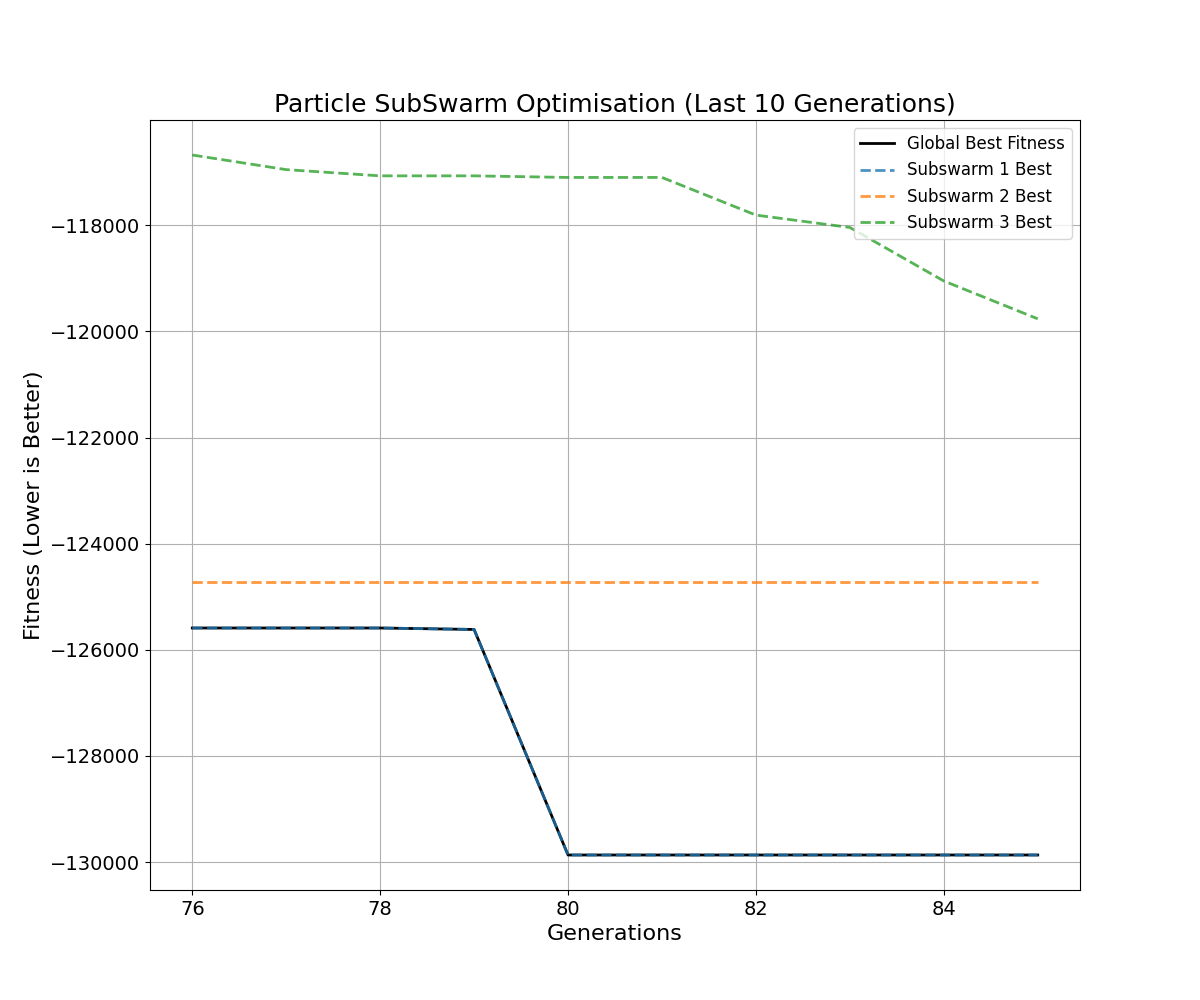 Particle SubSwarm Optimisation (Last 10 Generations)
Global Best Fitness
Subswarm 1 Best
Subswarm 2 Best
Subswarm 3 Best
Fitness (Lower is Better)
−118000
−120000
−122000
−124000
−126000
−128000
−130000
76 78 80 82 84
Generations